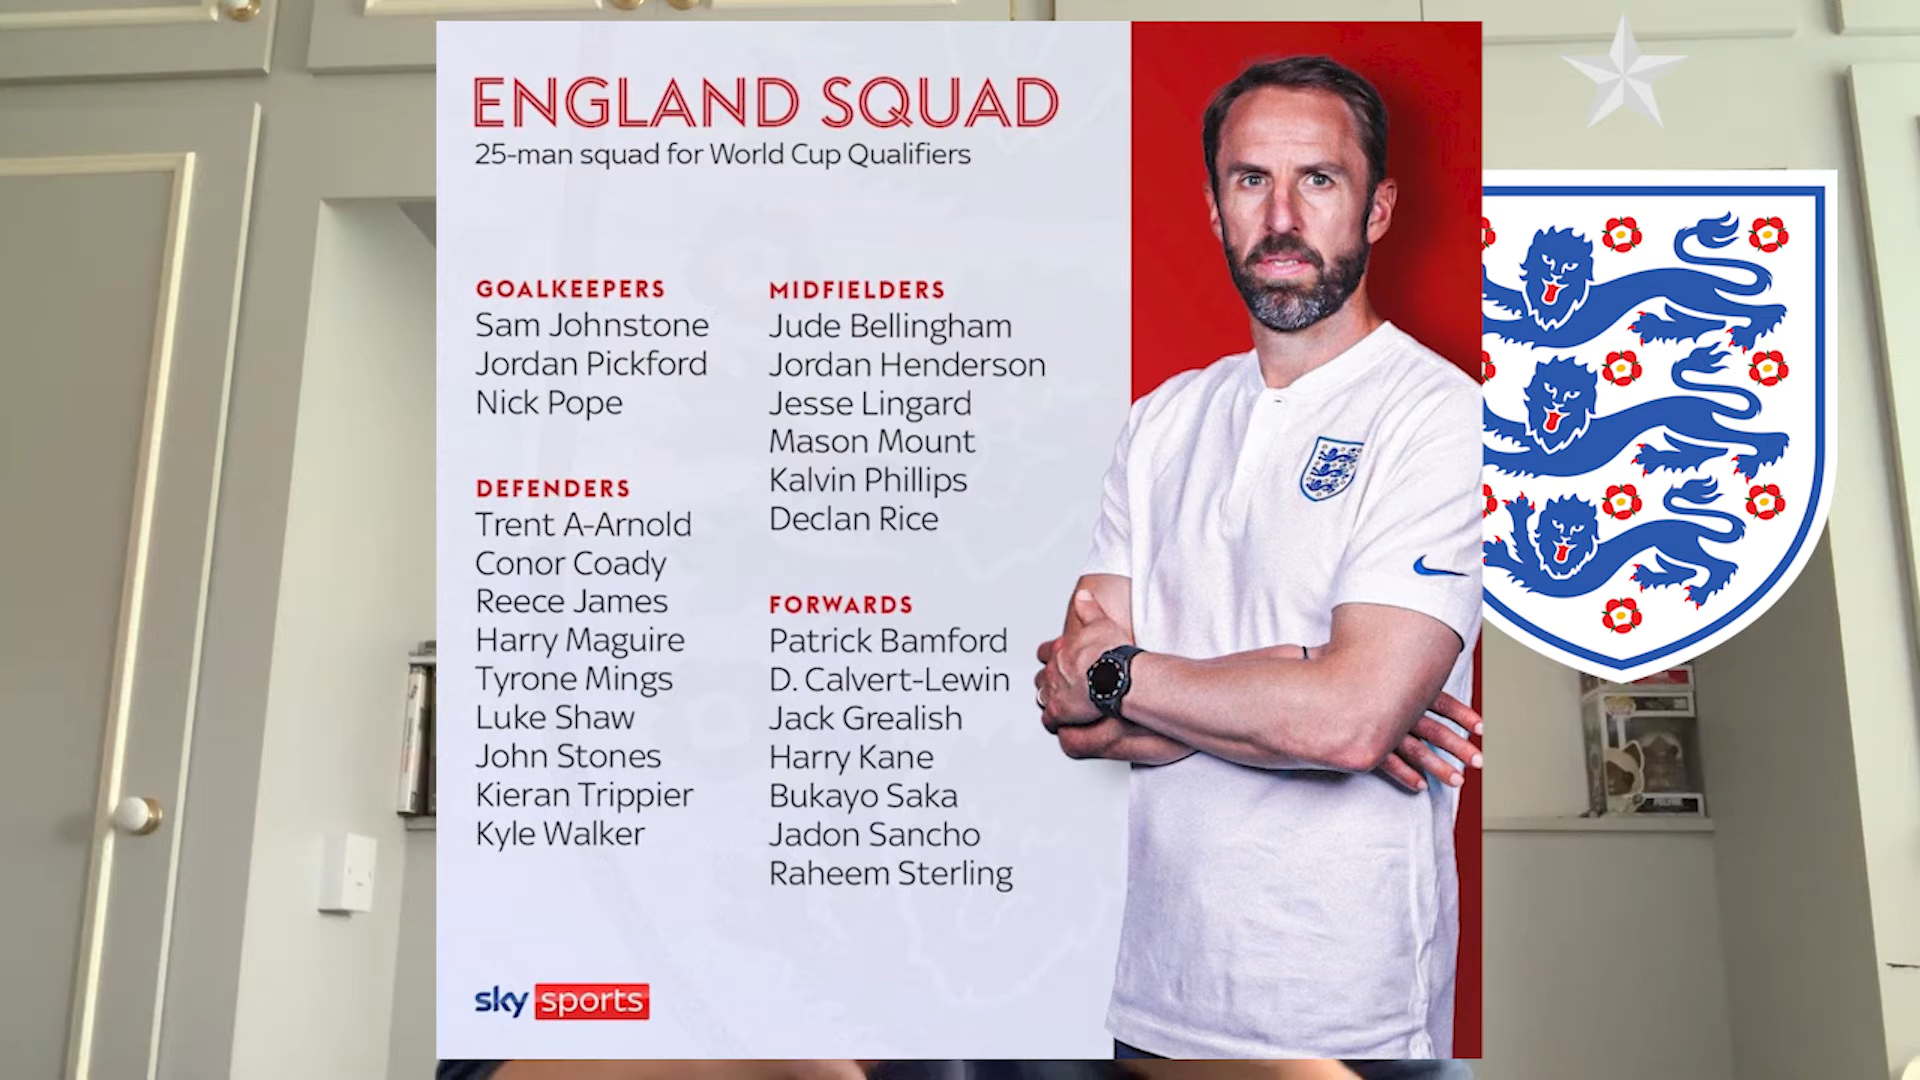 ENGLAND SQUAD
25-man squad for World Cup Qualifiers
GOALKEEPERS
Sam Johnstone
Jordan Pickford
Nick Pope
DEFENDERS
Trent A-Arnold
Conor Coady
Reece James
Harry Maguire
Tyrone Mings
Luke Shaw
John Stones
Kieran Trippier
Kyle Walker
MIDFIELDERS
Jude Bellingham
Jordan Henderson
Jesse Lingard
Mason Mount
Kalvin Phillips
Declan Rice
FORWARDS
Patrick Bamford
D. Calvert-Lewin
Jack Grealish
Harry Kane
Bukayo Saka
Jadon Sancho
Raheem Sterling
sky sports